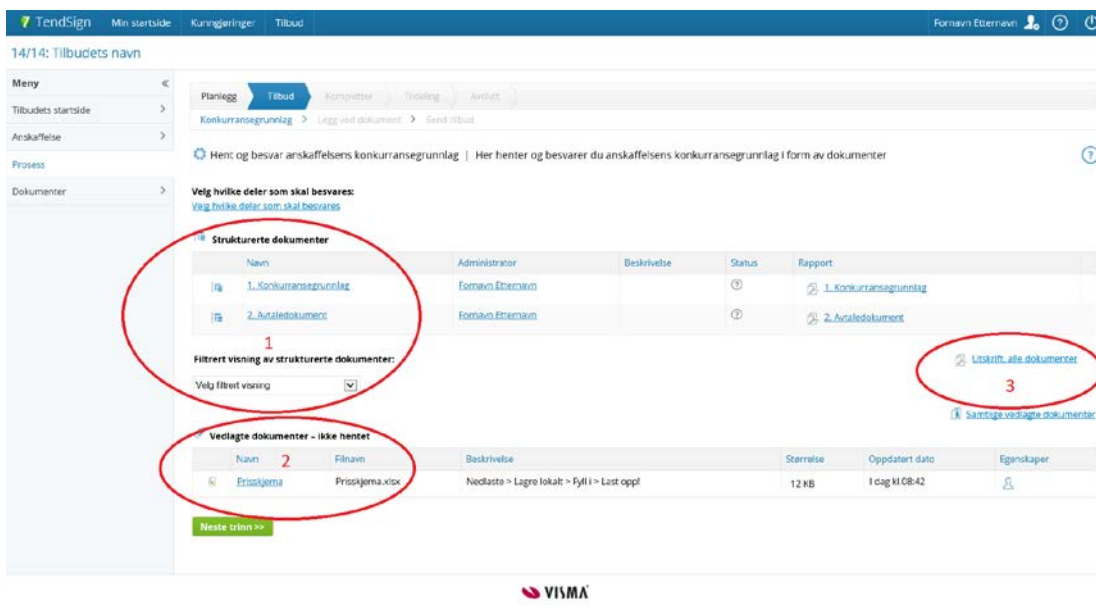 TendSign Min startside Kunngjøringer Tilbud Fornavn Etternavn
14/14: Tilbudets navn
Meny
Tilbudets startside
Anskaffelse
Prosess
Dokumenter
Planlegg Tilbud Kompletter Tildeling Avslutt
Konkurransegrunnlag > Legg ved dokument > Send tilbud
Hent og besvar anskaffelsens konkurransegrunnlag | Her henter og besvarer du anskaffelsens konkurransegrunnlag i form av dokumenter
Velg hvilke deler som skal besvares:
Velg hvilke deler som skal besvares
Strukturerte dokumenter
Navn Administrator Beskrivelse Status Rapport
1. Konkurransegrunnlag Fornavn Etternavn 1. Konkurransegrunnlag
2. Avtaledokument Fornavn Etternavn 2. Avtaledokument
1
Filtrert visning av strukturerte dokumenter:
Utskrift, alle dokumenter
Velg filtrert visning
3
Samtlige vedlagte dokumenter
Vedlagte dokumenter – ikke hentet
Navn 2 Filnavn Beskrivelse Størrelse Oppdatert dato Egenskaper
Prisskjema Prisskjema.xlsx Nedlaste > Lagre lokalt > Fyll i > Last opp! 12 KB I dag kl.08:42
Neste trinn >>
VISMA